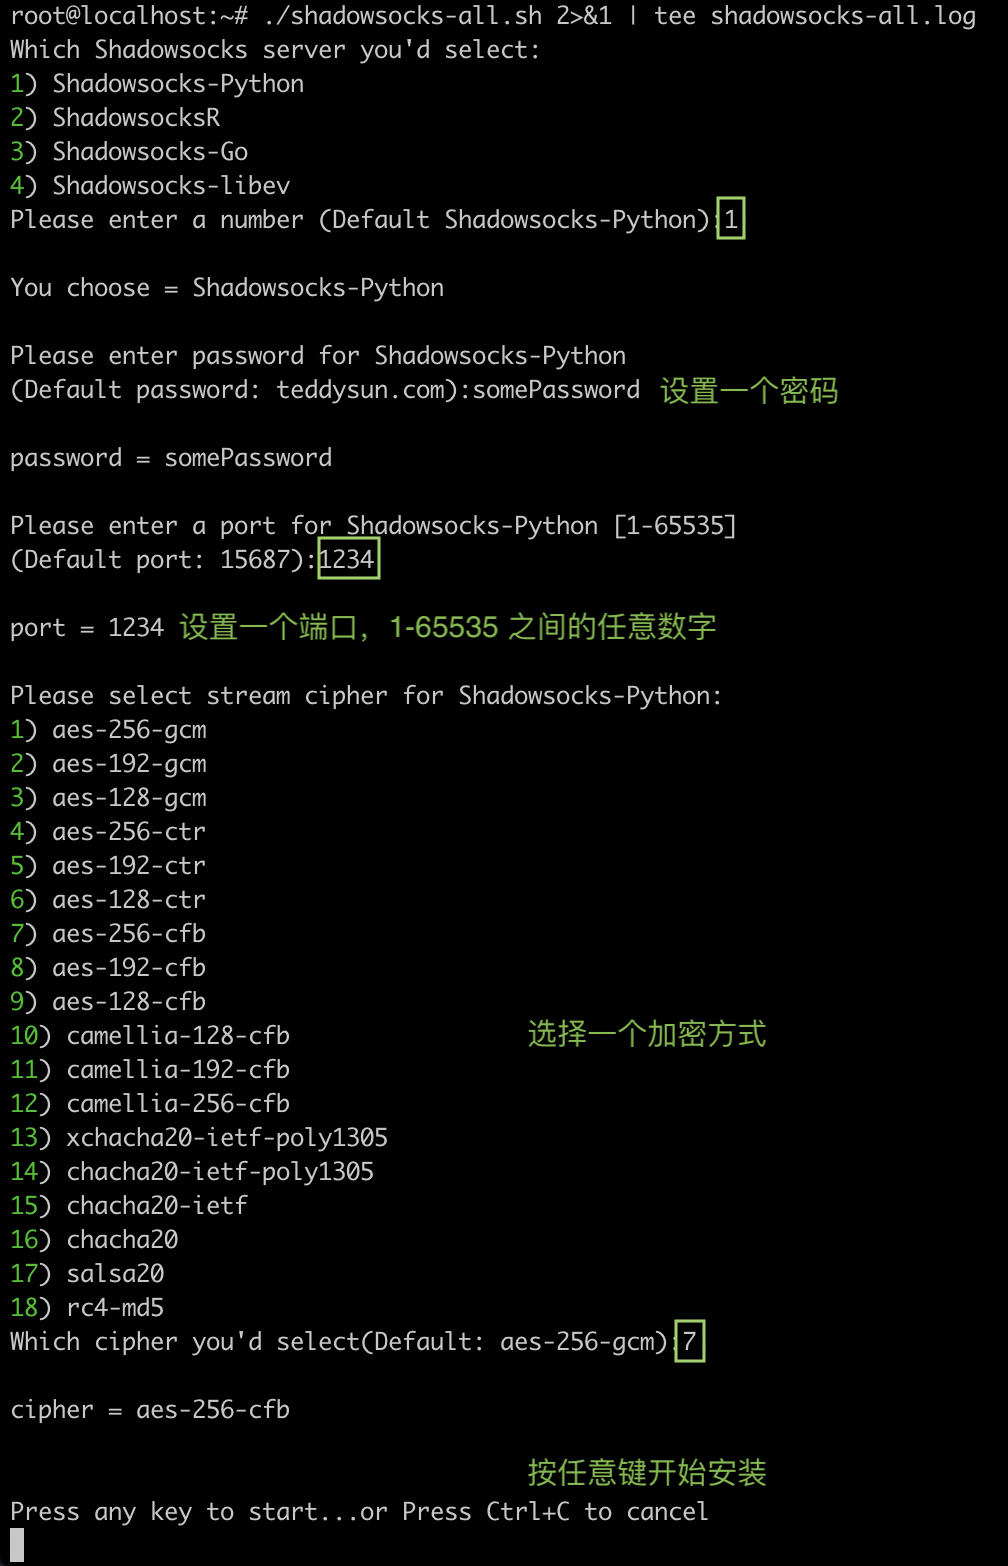 root@localhost:~# ./shadowsocks-all.sh 2>&1 | tee shadowsocks-all.log
Which Shadowsocks server you'd select:
1) Shadowsocks-Python
2) ShadowsocksR
3) Shadowsocks-Go
4) Shadowsocks-libev
Please enter a number (Default Shadowsocks-Python):1
You choose = Shadowsocks-Python
Please enter password for Shadowsocks-Python
(Default password: teddysun.com):somePassword 设置一个密码
password = somePassword
Please enter a port for Shadowsocks-Python [1-65535]
(Default port: 15687):1234
port = 1234 设置一个端口，1-65535 之间的任意数字
Please select stream cipher for Shadowsocks-Python:
1) aes-256-gcm
2) aes-192-gcm
3) aes-128-gcm
4) aes-256-ctr
5) aes-192-ctr
6) aes-128-ctr
7) aes-256-cfb
8) aes-192-cfb
9) aes-128-cfb
10) camellia-128-cfb 选择一个加密方式
11) camellia-192-cfb
12) camellia-256-cfb
13) xchacha20-ietf-poly1305
14) chacha20-ietf-poly1305
15) chacha20-ietf
16) chacha20
17) salsa20
18) rc4-md5
Which cipher you'd select(Default: aes-256-gcm):7
cipher = aes-256-cfb
按任意键开始安装
Press any key to start...or Press Ctrl+C to cancel